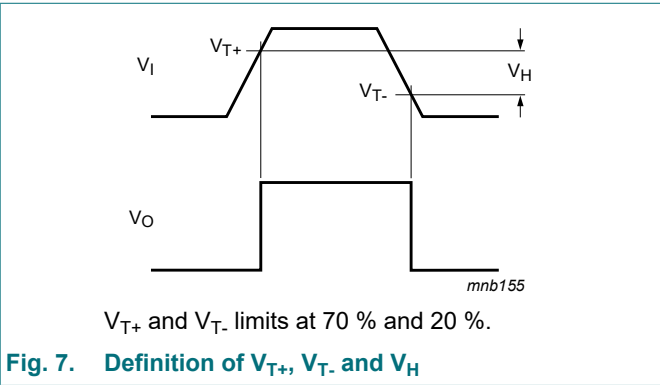 VT+
VI
VH
VT-
VO
mnb155
VT+ and VT- limits at 70 % and 20 %.
Fig. 7. Definition of VT+, VT- and VH